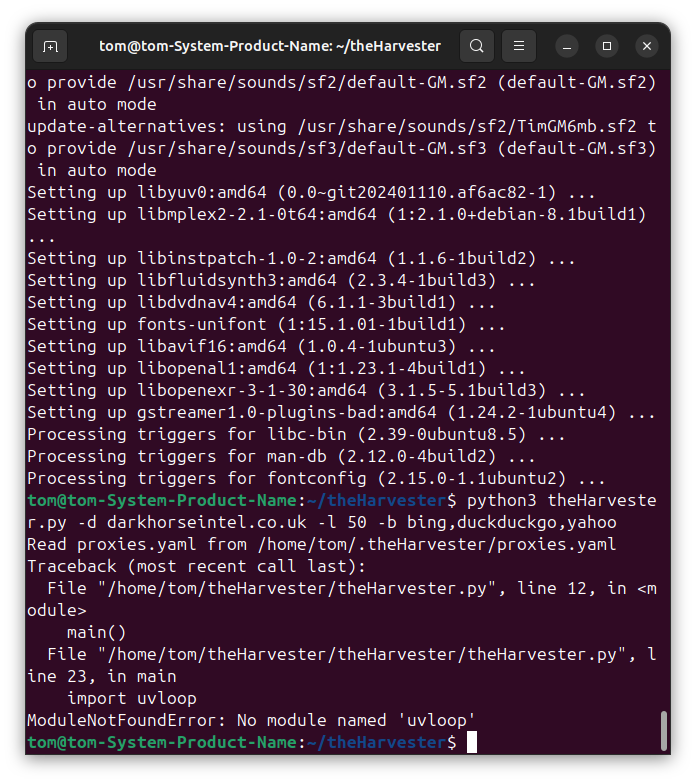 tom@tom-System-Product-Name: ~/theHarvester
o provide /usr/share/sounds/sf2/default-GM.sf2 (default-GM.sf2)
 in auto mode
update-alternatives: using /usr/share/sounds/sf2/TimGM6mb.sf2 t
o provide /usr/share/sounds/sf3/default-GM.sf3 (default-GM.sf3)
 in auto mode
Setting up libyuv0:amd64 (0.0~git202401110.af6ac82-1) ...
Setting up libmplex2-2.1-0t64:amd64 (1:2.1.0+debian-8.1build1)
...
Setting up libinstpatch-1.0-2:amd64 (1.1.6-1build2) ...
Setting up libfluidsynth3:amd64 (2.3.4-1build3) ...
Setting up libdvdnav4:amd64 (6.1.1-3build1) ...
Setting up fonts-unifont (1:15.1.01-1build1) ...
Setting up libavif16:amd64 (1.0.4-1ubuntu3) ...
Setting up libopenal1:amd64 (1:1.23.1-4build1) ...
Setting up libopenexr-3-1-30:amd64 (3.1.5-5.1build3) ...
Setting up gstreamer1.0-plugins-bad:amd64 (1.24.2-1ubuntu4) ...
Processing triggers for libc-bin (2.39-0ubuntu8.5) ...
Processing triggers for man-db (2.12.0-4build2) ...
Processing triggers for fontconfig (2.15.0-1.1ubuntu2) ...
tom@tom-System-Product-Name:~/theHarvester$ python3 theHarveste
r.py -d darkhorseintel.co.uk -l 50 -b bing,duckduckgo,yahoo
Read proxies.yaml from /home/tom/.theHarvester/proxies.yaml
Traceback (most recent call last):
  File "/home/tom/theHarvester/theHarvester.py", line 12, in <m
odule>
    main()
  File "/home/tom/theHarvester/theHarvester/theHarvester.py", l
ine 23, in main
    import uvloop
ModuleNotFoundError: No module named 'uvloop'
tom@tom-System-Product-Name:~/theHarvester$